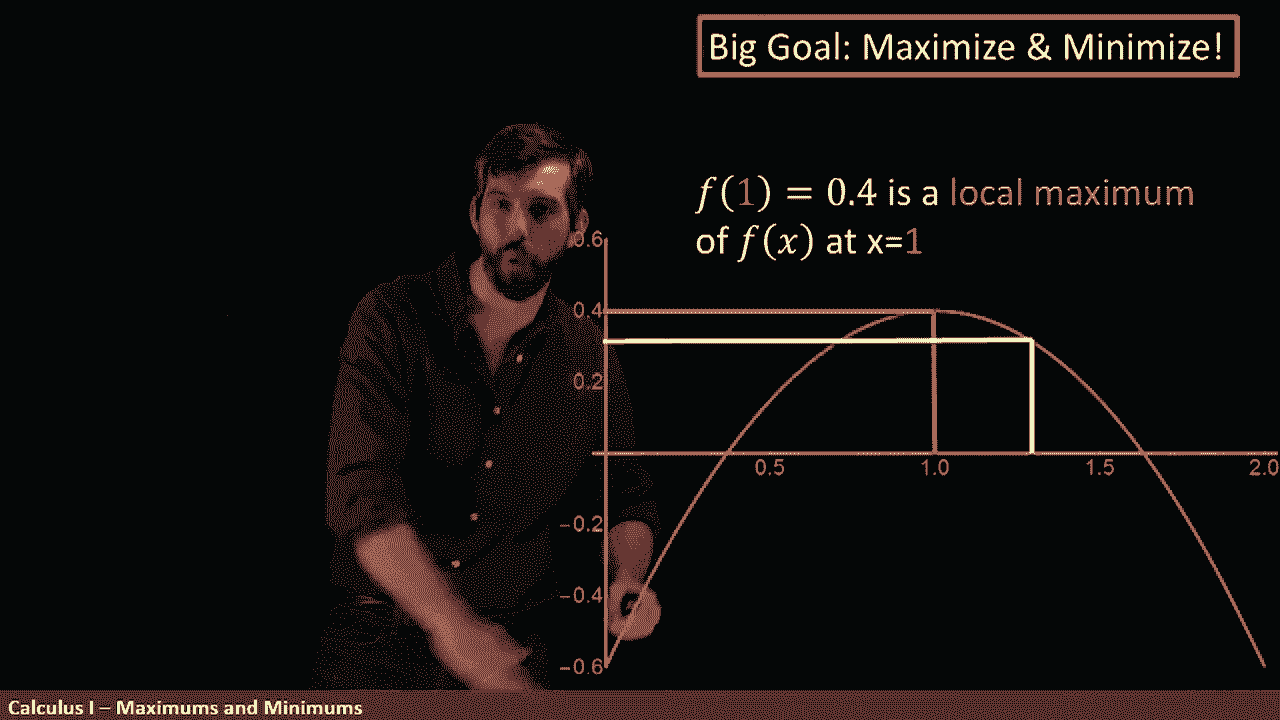 Big Goal: Maximize & Minimize!
f(1) = 0.4 is a local maximum
of f(x) at x=1
0.6
0.4
0.2
0.5 1.0 1.5 2.0
−0.2
−0.4
−0.6
Calculus I – Maximums and Minimums